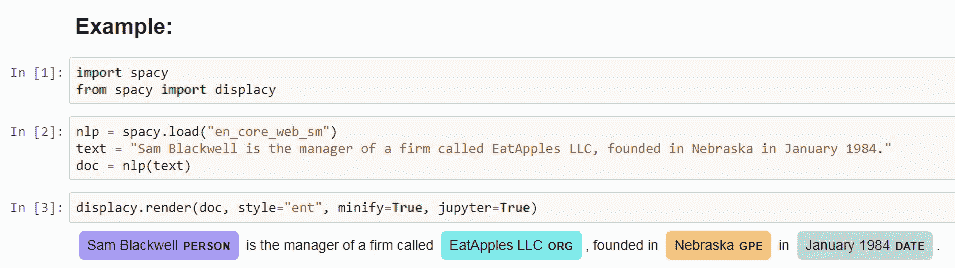 Example:
In [1]: import spacy
from spacy import displacy
In [2]: nlp = spacy.load("en_core_web_sm")
text = "Sam Blackwell is the manager of a firm called EatApples LLC, founded in Nebraska in January 1984."
doc = nlp(text)
In [3]: displacy.render(doc, style="ent", minify=True, jupyter=True)
Sam Blackwell PERSON is the manager of a firm called EatApples LLC ORG , founded in Nebraska GPE in January 1984 DATE .